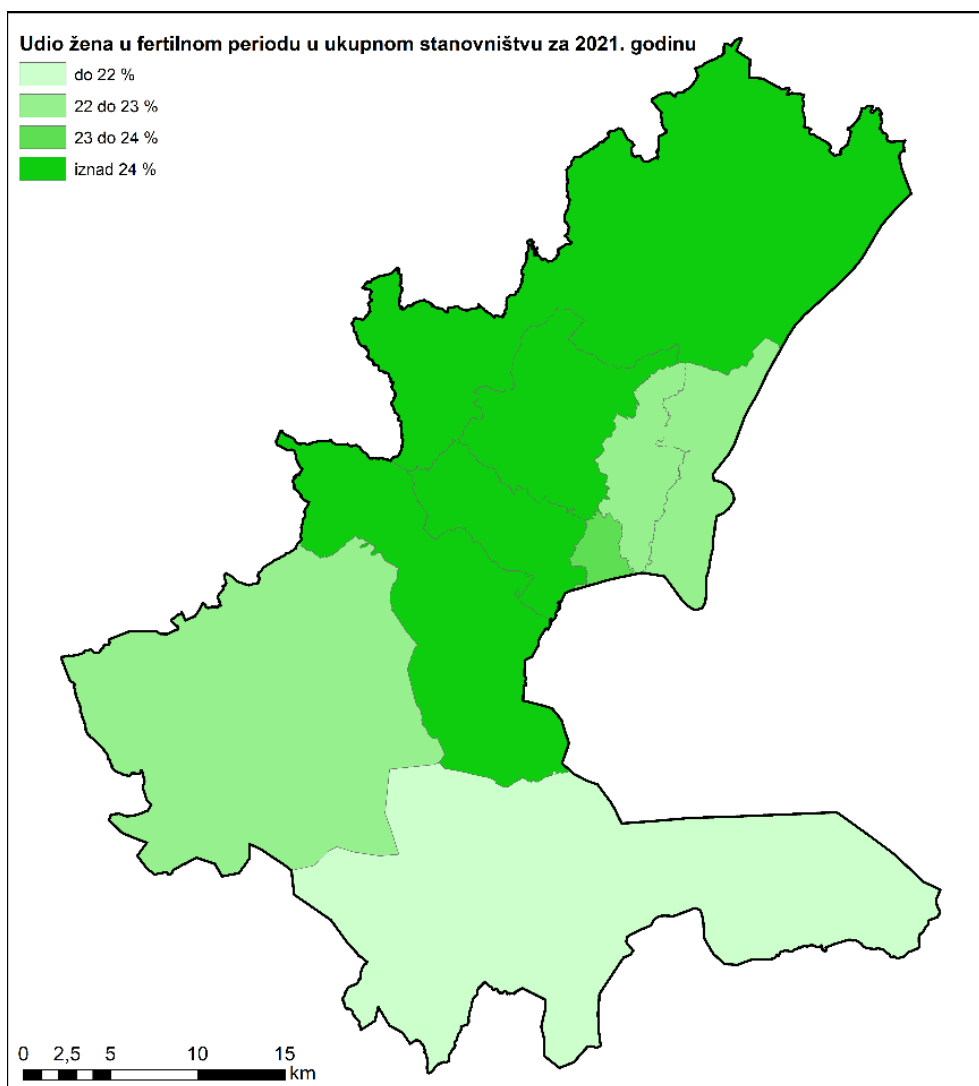 Udio žena u fertilnom periodu u ukupnom stanovništvu za 2021. godinu
do 22 %
22 do 23 %
23 do 24 %
iznad 24 %
0 2,5 5 10 15
km